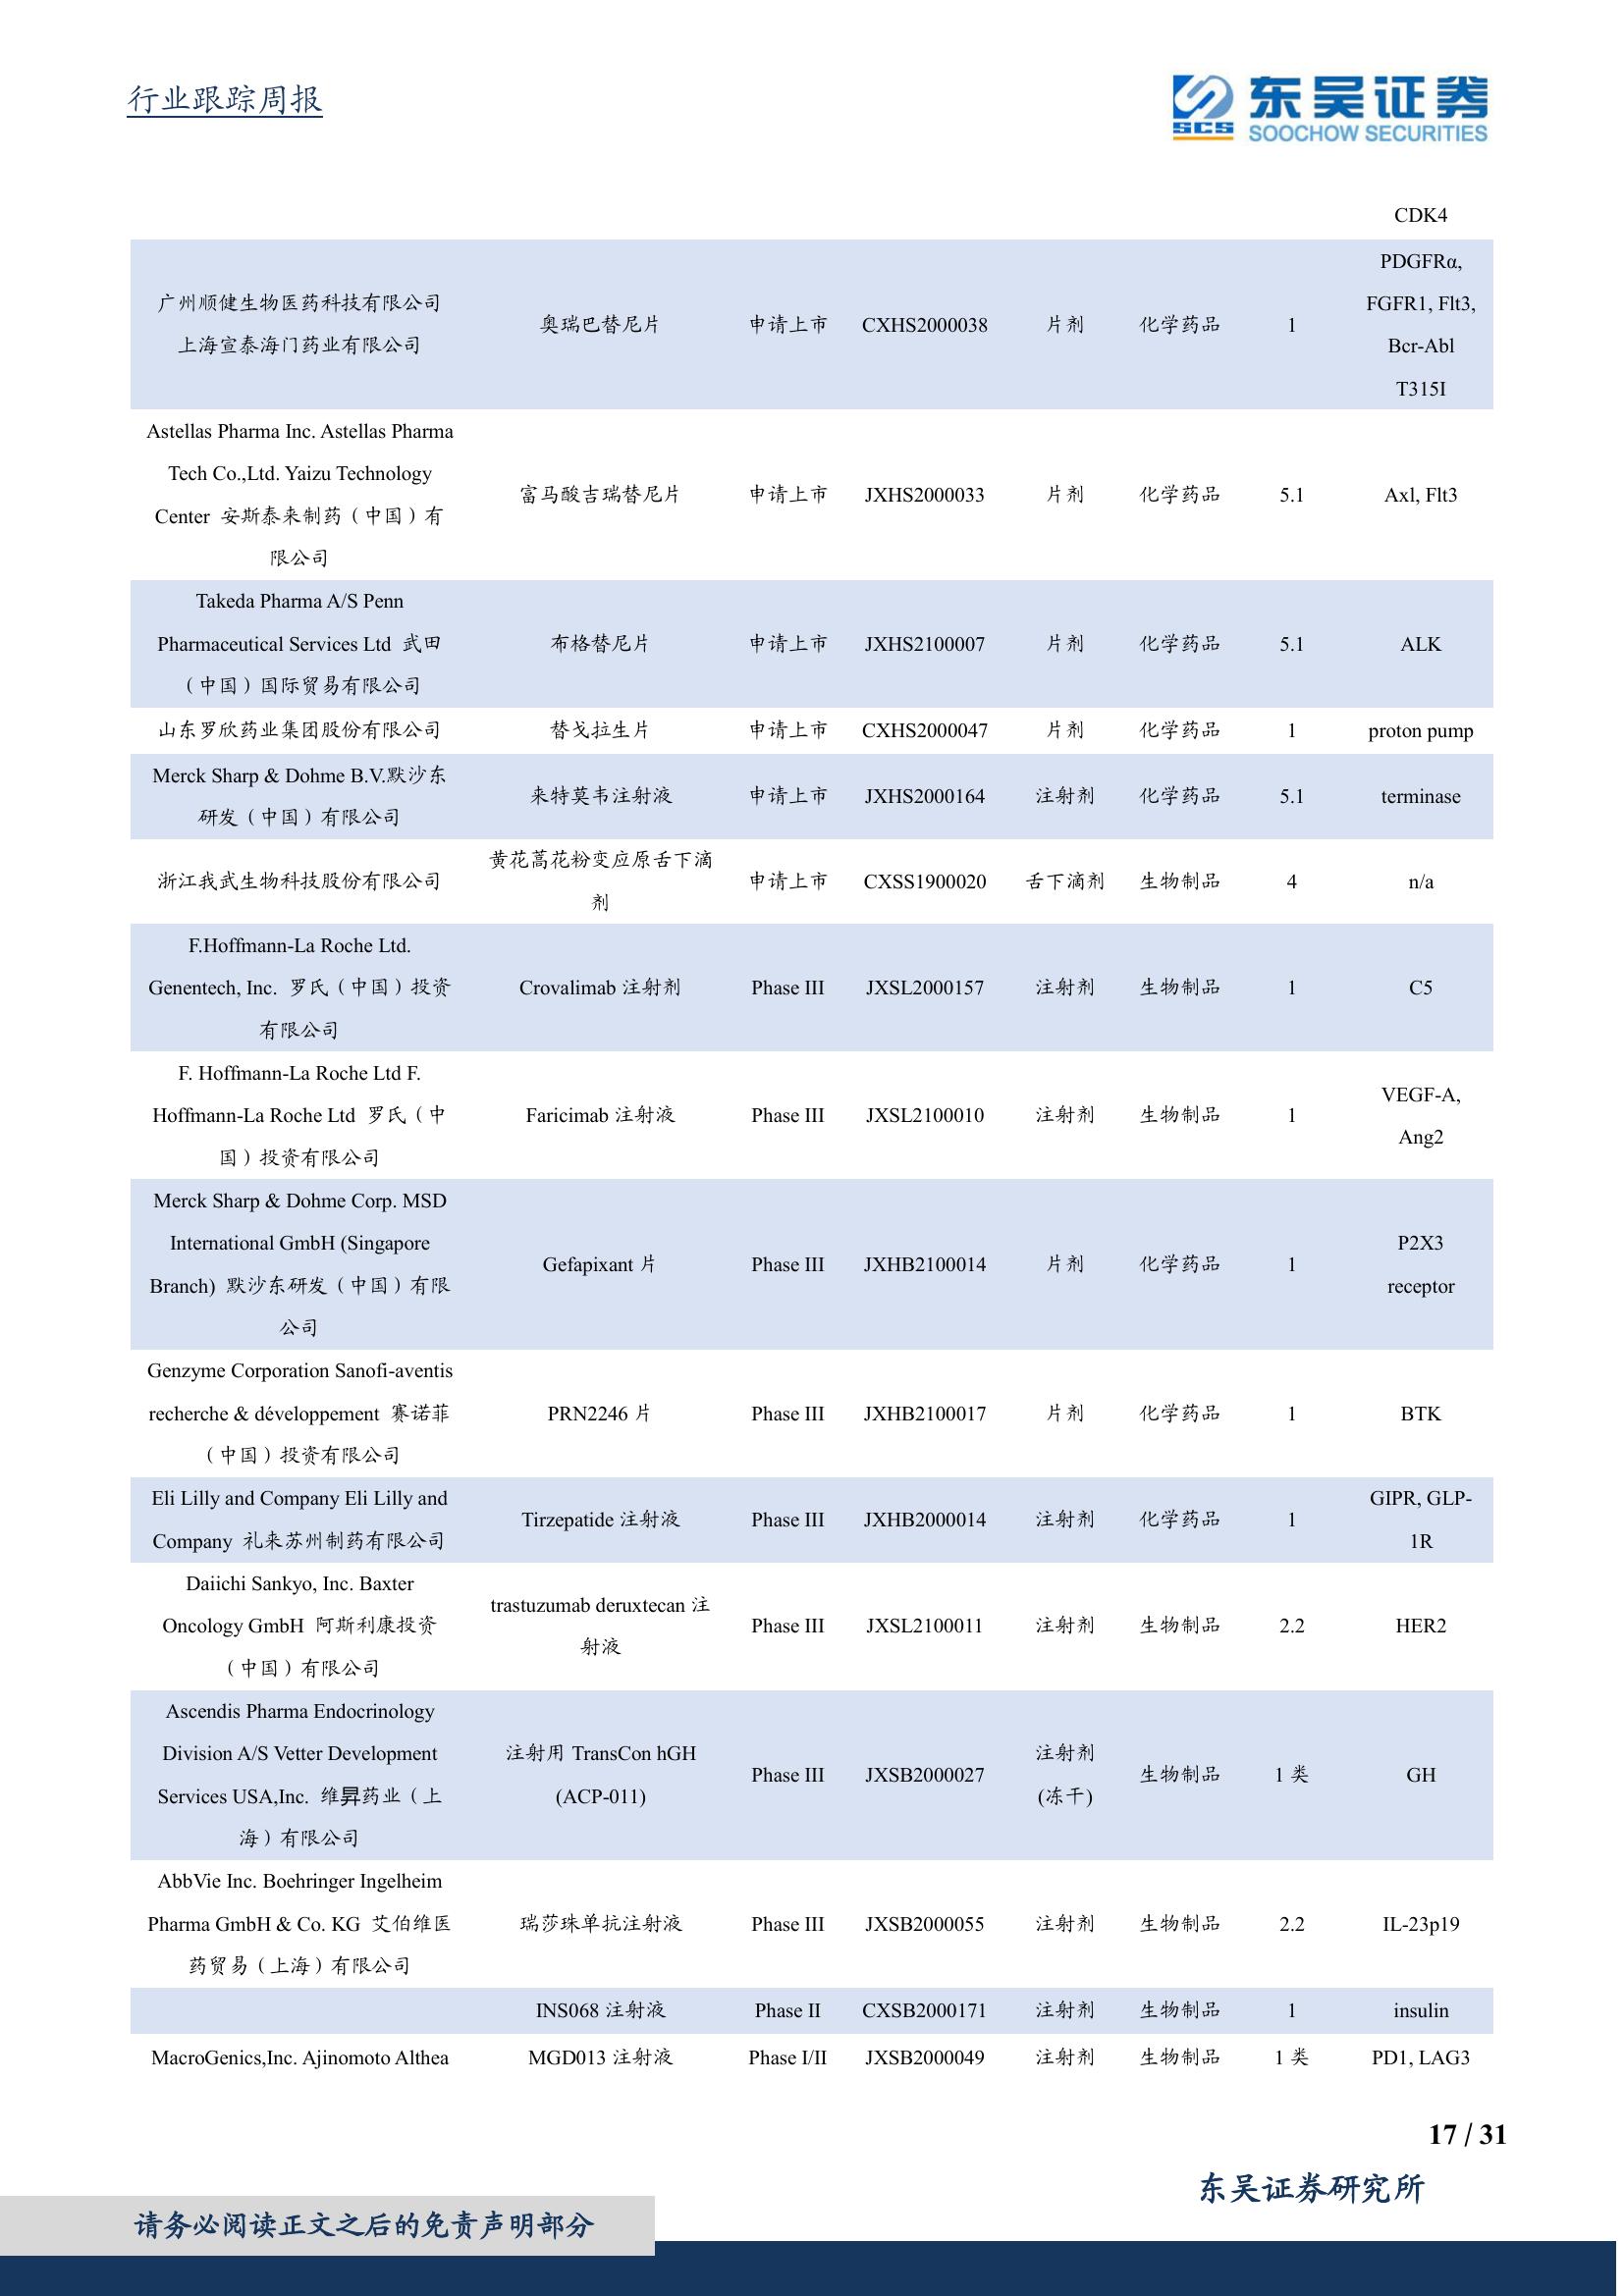 行业跟踪周报
SCS 东吴证券
SOOCHOW SECURITIES
CDK4
广州顺健生物医药科技有限公司
上海宣泰海门药业有限公司
奥瑞巴替尼片
申请上市
CXHS2000038
片剂
化学药品
1
PDGFRα,
FGFR1, Flt3,
Bcr-Abl
T315I
Astellas Pharma Inc. Astellas Pharma
Tech Co.,Ltd. Yaizu Technology
Center 安斯泰来制药（中国）有
限公司
富马酸吉瑞替尼片
申请上市
JXHS2000033
片剂
化学药品
5.1
Axl, Flt3
Takeda Pharma A/S Penn
Pharmaceutical Services Ltd 武田
（中国）国际贸易有限公司
布格替尼片
申请上市
JXHS2100007
片剂
化学药品
5.1
ALK
山东罗欣药业集团股份有限公司
替戈拉生片
申请上市
CXHS2000047
片剂
化学药品
1
proton pump
Merck Sharp & Dohme B.V.默沙东
研发（中国）有限公司
来特莫韦注射液
申请上市
JXHS2000164
注射剂
化学药品
5.1
terminase
浙江我武生物科技股份有限公司
黄花蒿花粉变应原舌下滴
剂
申请上市
CXSS1900020
舌下滴剂
生物制品
4
n/a
F.Hoffmann-La Roche Ltd.
Genentech, Inc. 罗氏（中国）投资
有限公司
Crovalimab 注射剂
Phase III
JXSL2000157
注射剂
生物制品
1
C5
F. Hoffmann-La Roche Ltd F.
Hoffmann-La Roche Ltd 罗氏（中
国）投资有限公司
Faricimab 注射液
Phase III
JXSL2100010
注射剂
生物制品
1
VEGF-A,
Ang2
Merck Sharp & Dohme Corp. MSD
International GmbH (Singapore
Branch) 默沙东研发（中国）有限
公司
Gefapixant 片
Phase III
JXHB2100014
片剂
化学药品
1
P2X3
receptor
Genzyme Corporation Sanofi-aventis
recherche & développement 赛诺菲
（中国）投资有限公司
PRN2246 片
Phase III
JXHB2100017
片剂
化学药品
1
BTK
Eli Lilly and Company Eli Lilly and
Company 礼来苏州制药有限公司
Tirzepatide 注射液
Phase III
JXHB2000014
注射剂
化学药品
1
GIPR, GLP-
1R
Daiichi Sankyo, Inc. Baxter
Oncology GmbH 阿斯利康投资
（中国）有限公司
trastuzumab deruxtecan 注
射液
Phase III
JXSL2100011
注射剂
生物制品
2.2
HER2
Ascendis Pharma Endocrinology
Division A/S Vetter Development
Services USA,Inc. 维昇药业（上
海）有限公司
注射用 TransCon hGH
(ACP-011)
Phase III
JXSB2000027
注射剂
(冻干)
生物制品
1 类
GH
AbbVie Inc. Boehringer Ingelheim
Pharma GmbH & Co. KG 艾伯维医
药贸易（上海）有限公司
瑞莎珠单抗注射液
Phase III
JXSB2000055
注射剂
生物制品
2.2
IL-23p19
INS068 注射液
Phase II
CXSB2000171
注射剂
生物制品
1
insulin
MacroGenics,Inc. Ajinomoto Althea
MGD013 注射液
Phase I/II
JXSB2000049
注射剂
生物制品
1 类
PD1, LAG3
17 / 31
东吴证券研究所
请务必阅读正文之后的免责声明部分